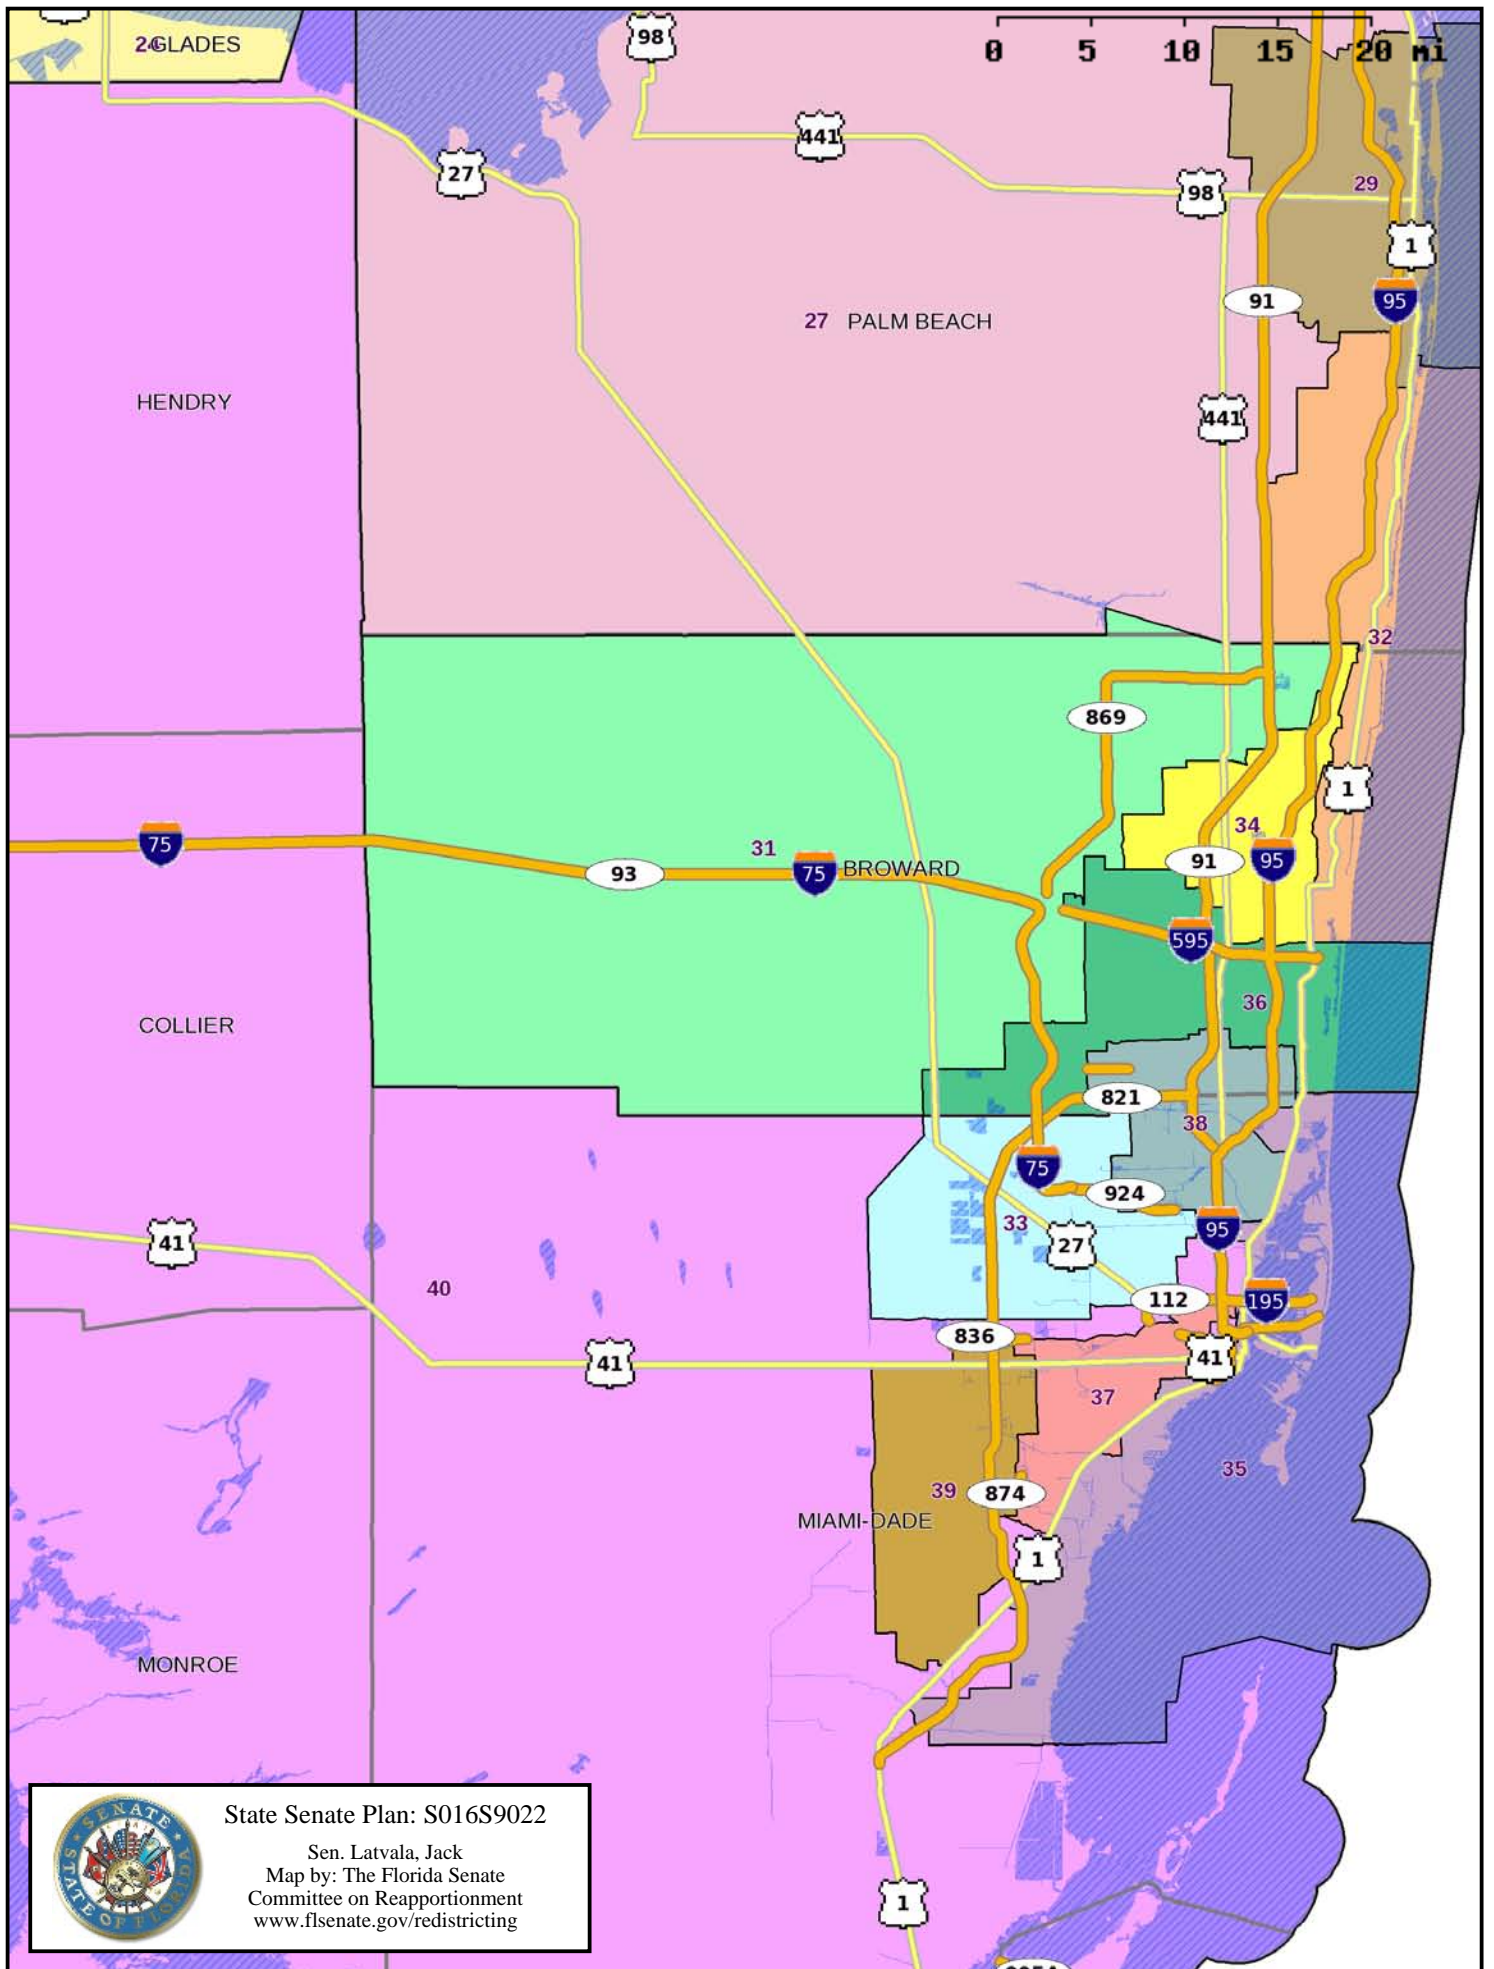 24
GLADES
98
0 5 10 15 20 mi
441
27
98
29
1
91
95
27 PALM BEACH
HENDRY
441
32
869
1
34
75
31
93
75
BROWARD
91
95
595
36
COLLIER
821
38
75
924
33
95
41
27
40
112
195
836
41
41
37
35
39
874
MIAMI-DADE
1
MONROE
SENATE
STATE OF FLORIDA
State Senate Plan: S016S9022
Sen. Latvala, Jack
Map by: The Florida Senate
Committee on Reapportionment
www.flsenate.gov/redistricting
1